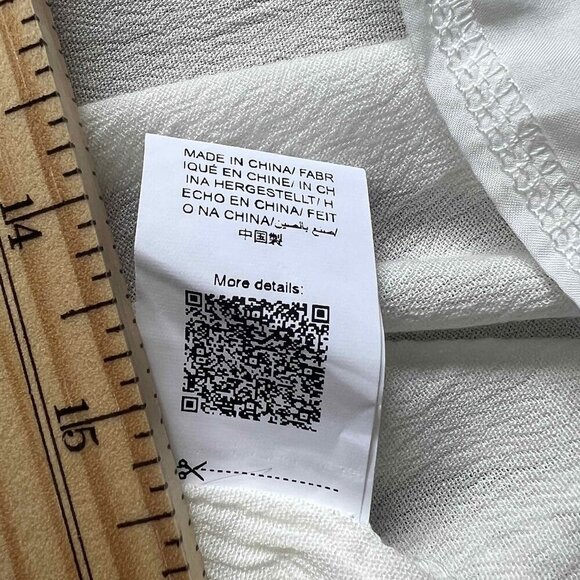 MADE IN CHINA/ FABR
IQUÉ EN CHINE/ IN CH
INA HERGESTELLT/ H
ECHO EN CHINA/ FEIT
O NA CHINA/صنع بالصين/
中国製
More details:
14
15